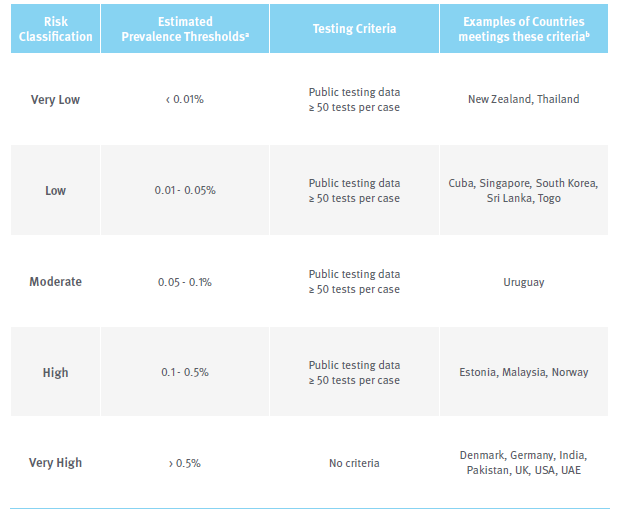 Risk Classification
Estimated Prevalence Thresholdsᵃ
Testing Criteria
Examples of Countries meetings these criteriaᵇ
Very Low
‹ 0.01%
Public testing data
≥ 50 tests per case
New Zealand, Thailand
Low
0.01 - 0.05%
Public testing data
≥ 50 tests per case
Cuba, Singapore, South Korea,
Sri Lanka, Togo
Moderate
0.05 - 0.1%
Public testing data
≥ 50 tests per case
Uruguay
High
0.1 - 0.5%
Public testing data
≥ 50 tests per case
Estonia, Malaysia, Norway
Very High
› 0.5%
No criteria
Denmark, Germany, India,
Pakistan, UK, USA, UAE